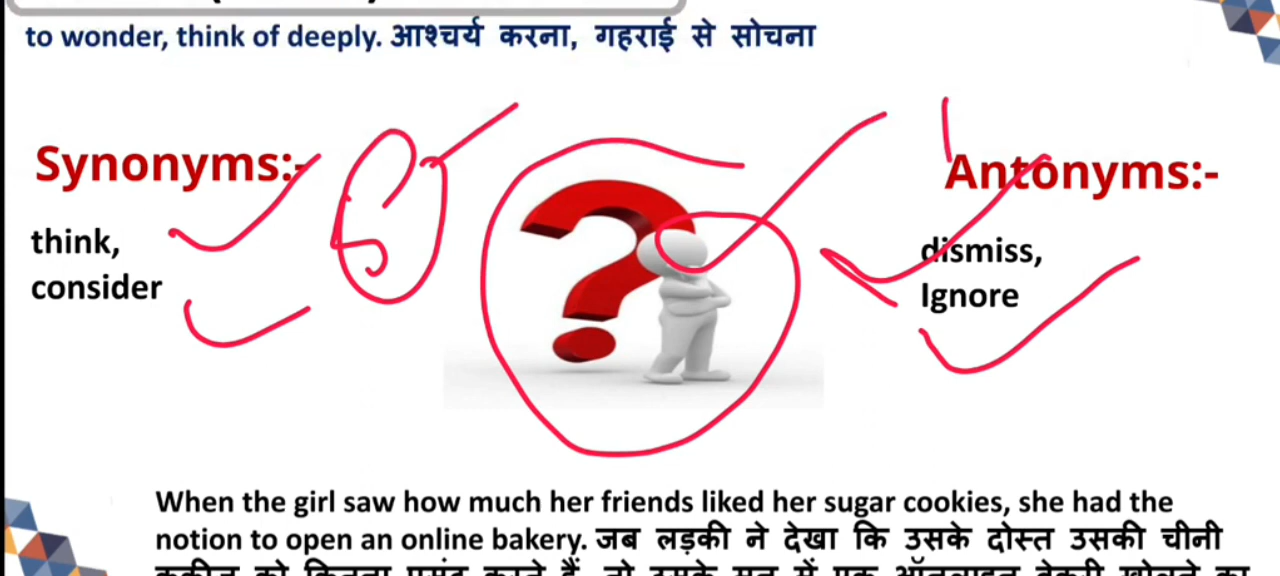 to wonder, think of deeply. आश्चर्य करना, गहराई से सोचना
Synonyms:-
think,
consider
Antonyms:-
dismiss,
Ignore
When the girl saw how much her friends liked her sugar cookies, she had the
notion to open an online bakery. जब लड़की ने देखा कि उसके दोस्त उसकी चीनी